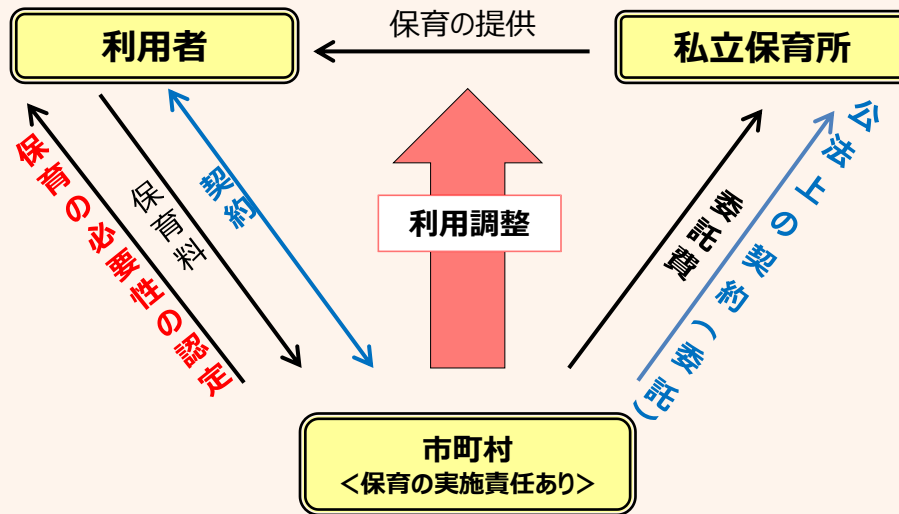 保育の提供
利用者
私立保育所
保育の必要性の認定
保育料
契約
利用調整
委託費
公法上の契約(委託)
市町村
<保育の実施責任あり>